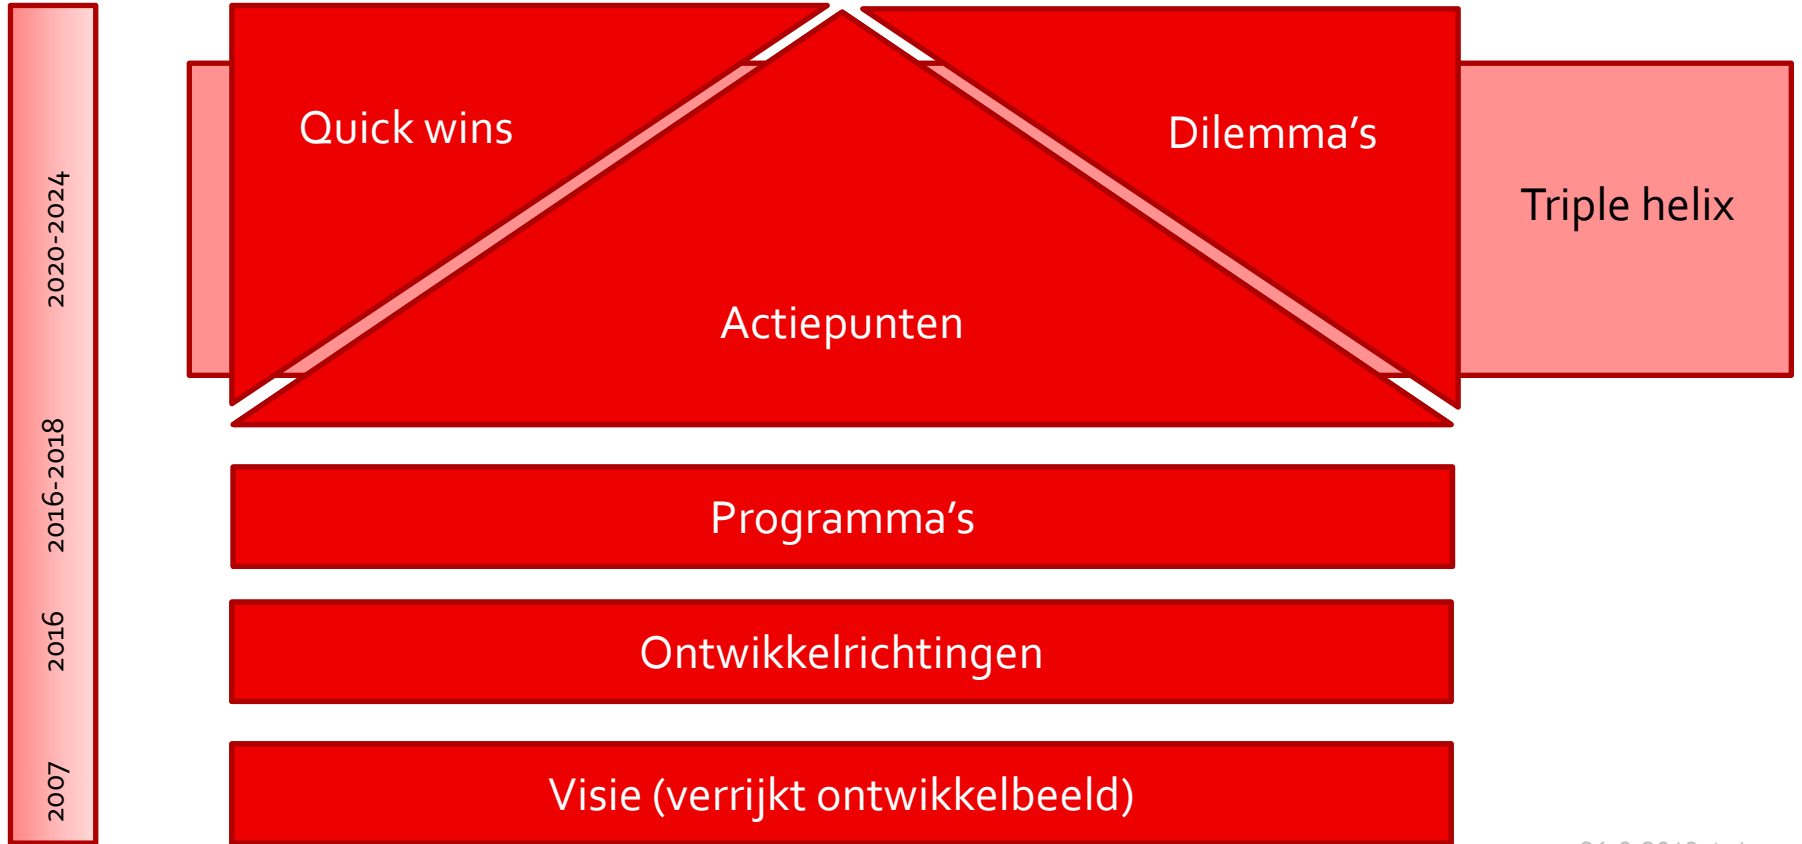 Quick wins
Dilemma's
Triple helix
Actiepunten
Programma's
Ontwikkelrichtingen
Visie (verrijkt ontwikkelbeeld)
2020-2024
2016-2018
2016
2007